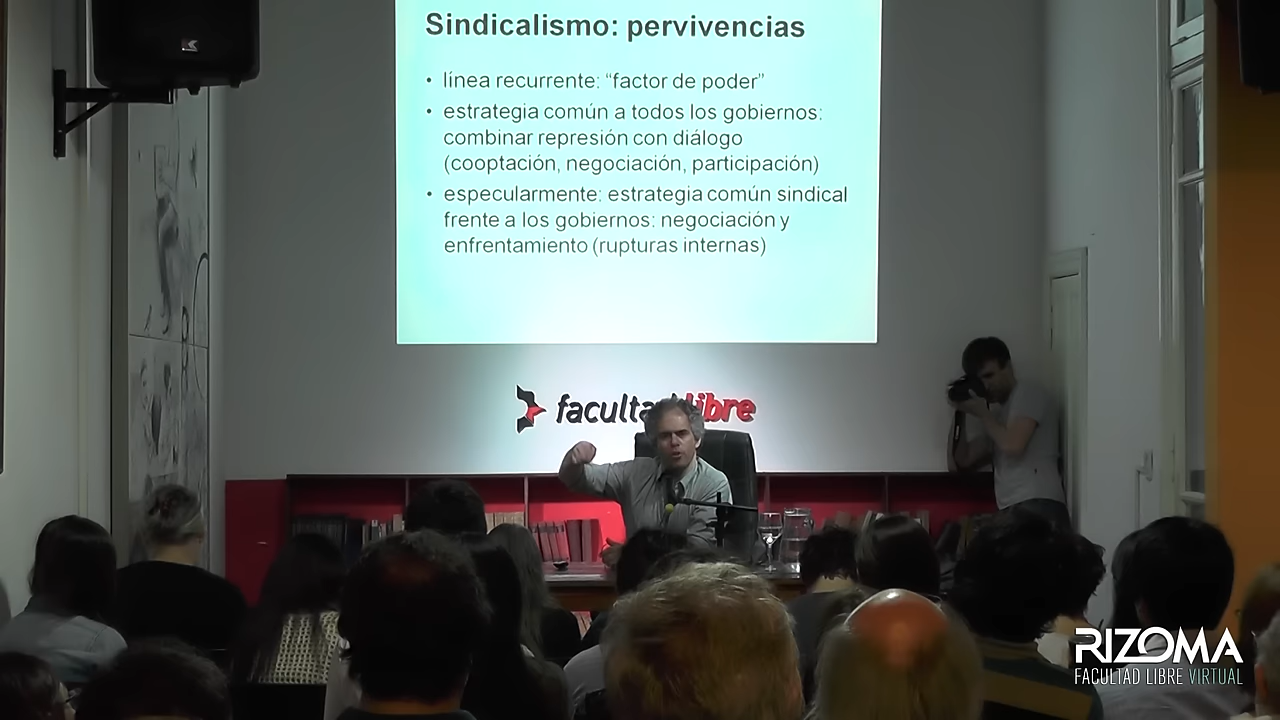 Sindicalismo: pervivencias
• línea recurrente: “factor de poder”
• estrategia común a todos los gobiernos:
combinar represión con diálogo
(cooptación, negociación, participación)
• especularmente: estrategia común sindical
frente a los gobiernos: negociación y
enfrentamiento (rupturas internas)
libre
RIZOMA
FACULTAD LIBRE VIRTUAL